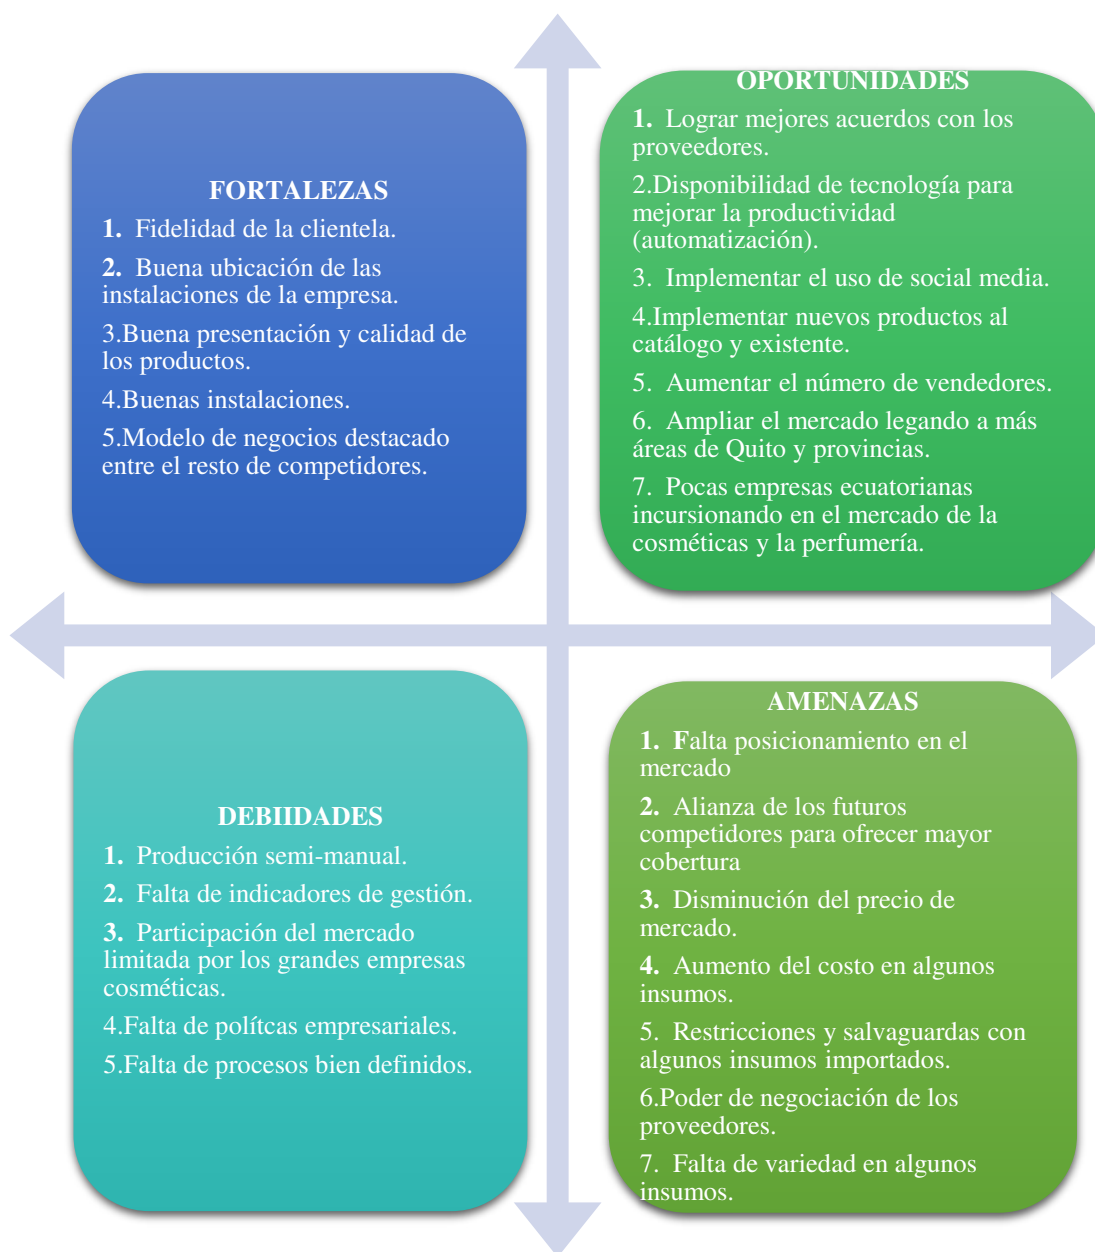 FORTALEZAS
1. Fidelidad de la clientela.
2. Buena ubicación de las
instalaciones de la empresa.
3.Buena presentación y calidad de
los productos.
4.Buenas instalaciones.
5.Modelo de negocios destacado
entre el resto de competidores.
OPORTUNIDADES
1. Lograr mejores acuerdos con los
proveedores.
2.Disponibilidad de tecnología para
mejorar la productividad
(automatización).
3. Implementar el uso de social media.
4.Implementar nuevos productos al
catálogo y existente.
5. Aumentar el número de vendedores.
6. Ampliar el mercado legando a más
áreas de Quito y provincias.
7. Pocas empresas ecuatorianas
incursionando en el mercado de la
cosméticas y la perfumería.
DEBIIDADES
1. Producción semi-manual.
2. Falta de indicadores de gestión.
3. Participación del mercado
limitada por los grandes empresas
cosméticas.
4.Falta de polítcas empresariales.
5.Falta de procesos bien definidos.
AMENAZAS
1. Falta posicionamiento en el
mercado
2. Alianza de los futuros
competidores para ofrecer mayor
cobertura
3. Disminución del precio de
mercado.
4. Aumento del costo en algunos
insumos.
5. Restricciones y salvaguardas con
algunos insumos importados.
6.Poder de negociación de los
proveedores.
7. Falta de variedad en algunos
insumos.